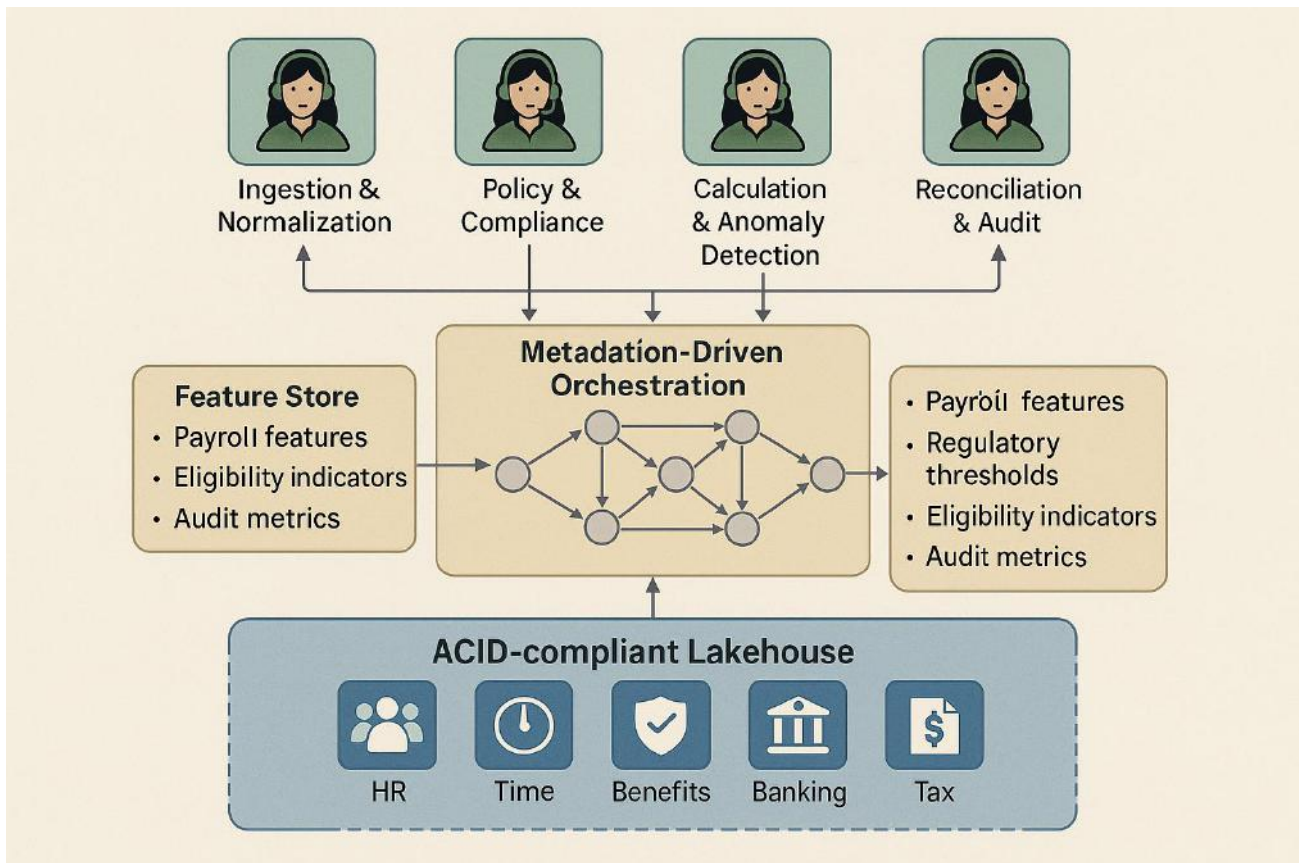 Ingestion &
Normalization
Policy &
Compliance
Calculation
& Anomaly
Detection
Reconciliation
& Audit
Metadation-Driven
Orchestration
Feature Store
• Payroll features
• Eligibility indicators
• Audit metrics
• Payroll features
• Regulatory
thresholds
• Eligibility indicators
• Audit metrics
ACID-compliant Lakehouse
HR
Time
Benefits
Banking
$
Tax